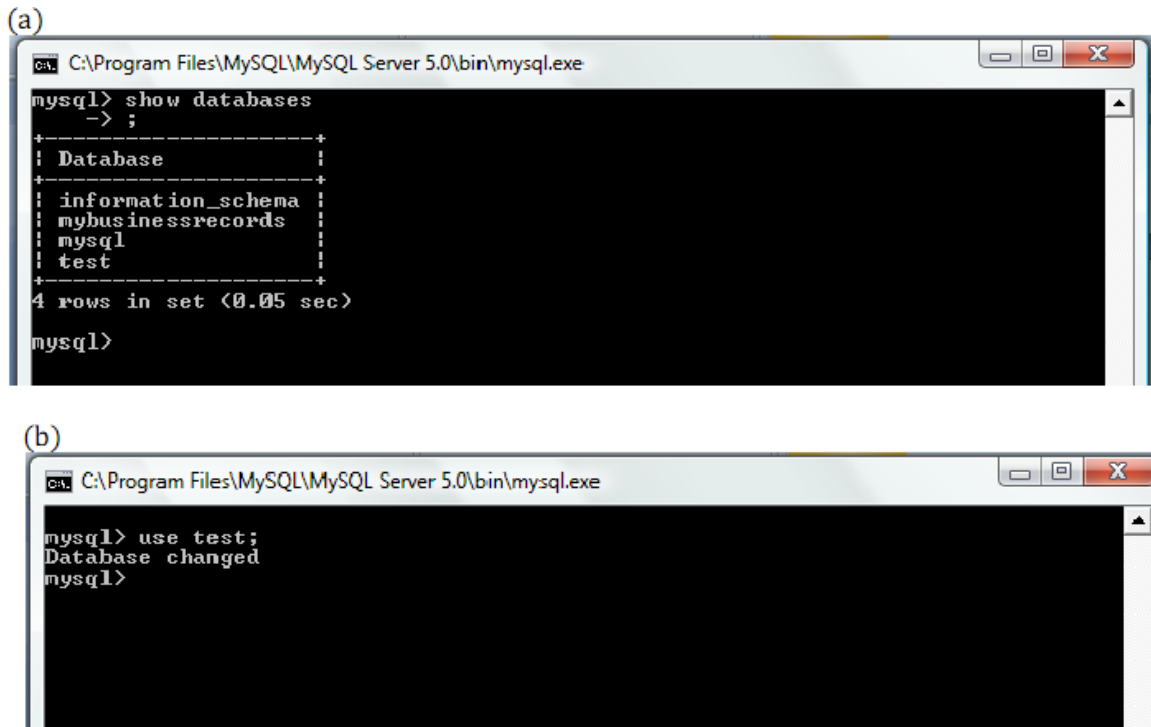 (a)
C:\Program Files\MySQL\MySQL Server 5.0\bin\mysql.exe
mysql> show databases
    -> ;
+--------------------+
| Database           |
+--------------------+
| information_schema |
| mybusinessrecords  |
| mysql              |
| test               |
+--------------------+
4 rows in set (0.05 sec)
mysql>
(b)
C:\Program Files\MySQL\MySQL Server 5.0\bin\mysql.exe
mysql> use test;
Database changed
mysql>